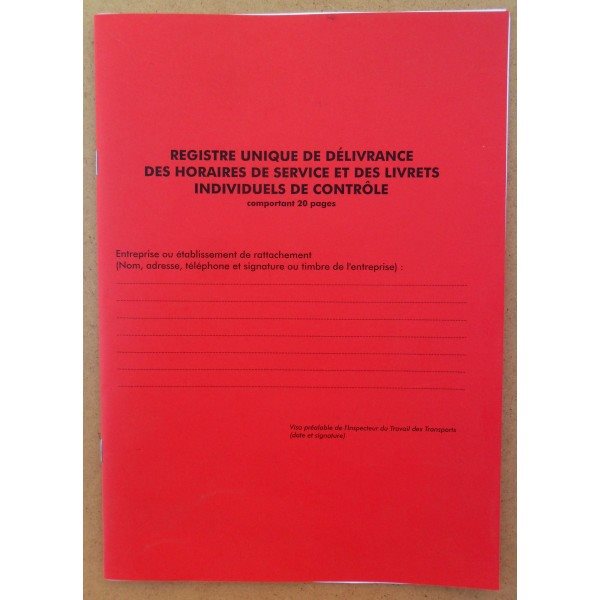 REGISTRE UNIQUE DE DÉLIVRANCE
DES HORAIRES DE SERVICE ET DES LIVRETS
INDIVIDUELS DE CONTRÔLE
comportant 20 pages
Entreprise ou établissement de rattachement
(Nom, adresse, téléphone et signature ou timbre de l'entreprise) :
Visa préalable de l'Inspecteur du Travail des Transports
(date et signature)